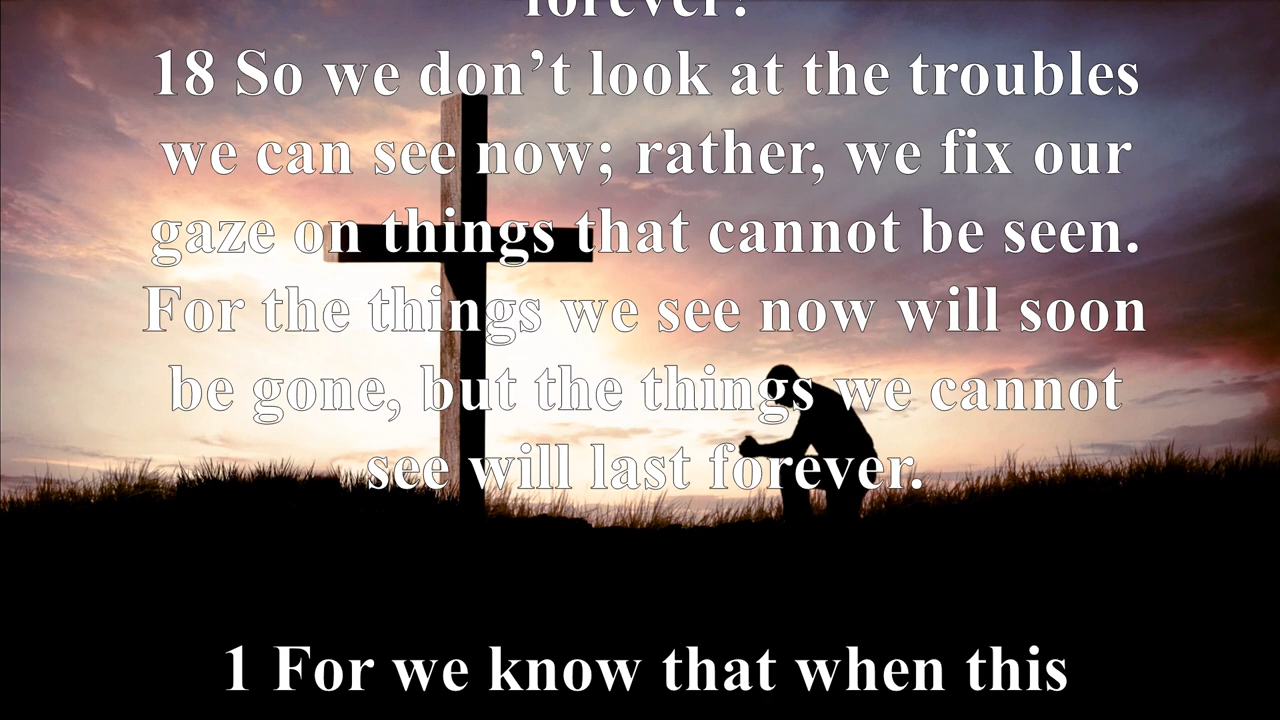 forever!
18 So we don’t look at the troubles
we can see now; rather, we fix our
gaze on things that cannot be seen.
For the things we see now will soon
be gone, but the things we cannot
see will last forever.
1 For we know that when this